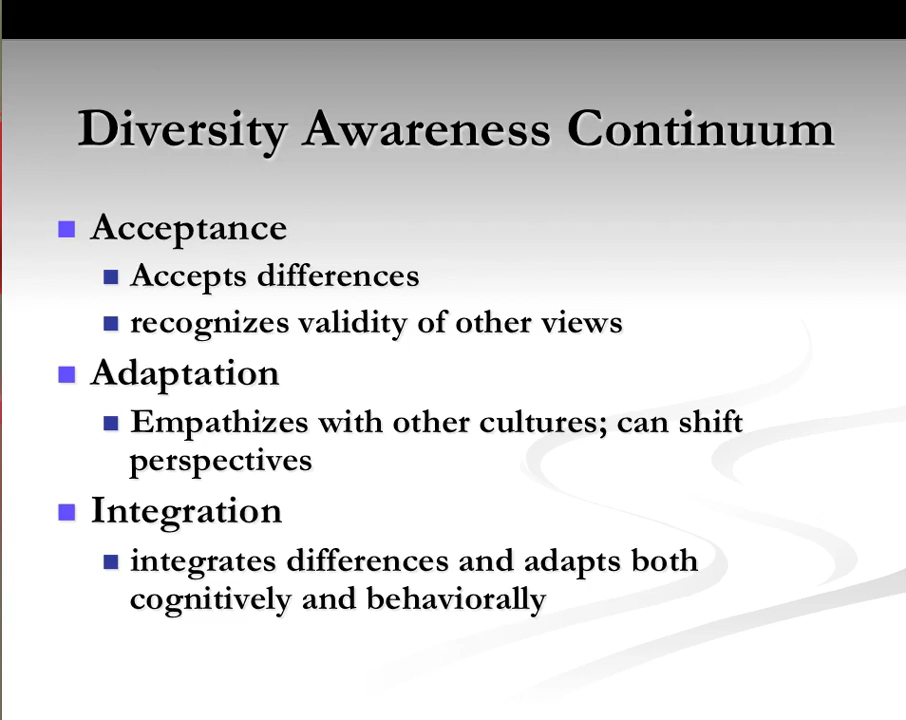 Diversity Awareness Continuum
Acceptance
Accepts differences
recognizes validity of other views
Adaptation
Empathizes with other cultures; can shift
perspectives
Integration
integrates differences and adapts both
cognitively and behaviorally